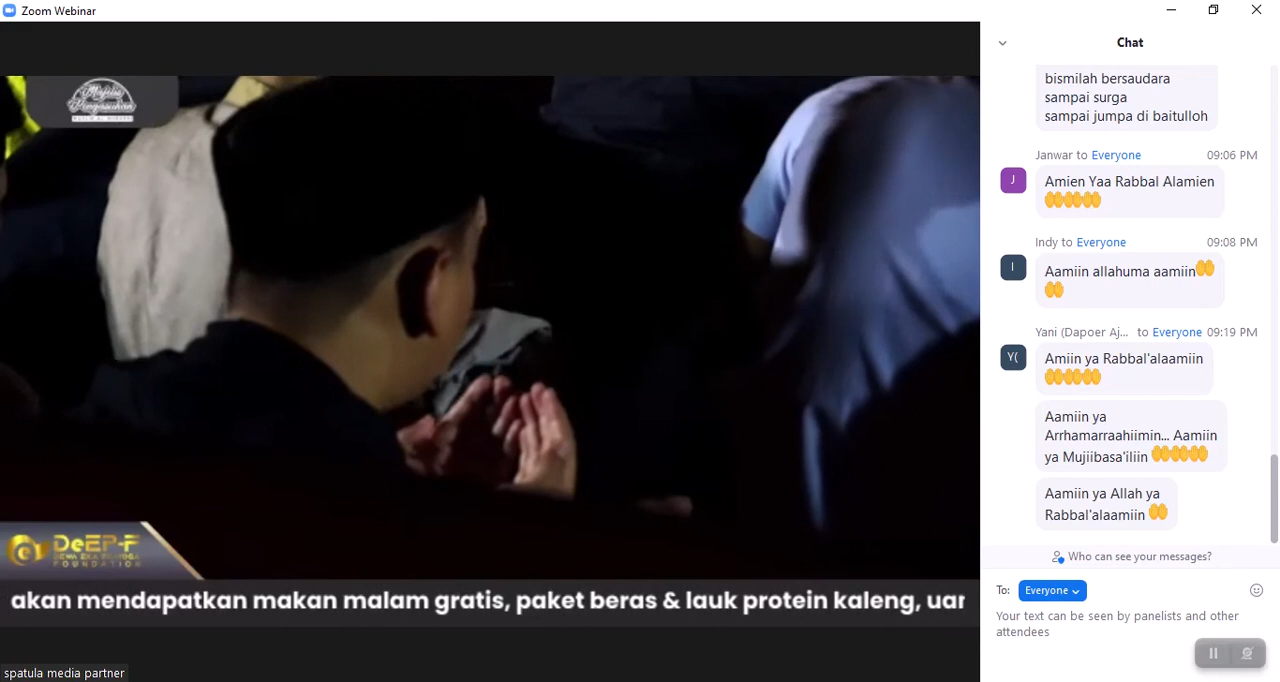 Zoom Webinar
Majelis
Pengasuhan
DeEP-F
DEWA EKA PRAYOGA
FOUNDATION
akan mendapatkan makan malam gratis, paket beras & lauk protein kaleng, uan
spatula media partner
Chat
bismilah bersaudara
sampai surga
sampai jumpa di baitulloh
Janwar to Everyone 09:06 PM
J
Amien Yaa Rabbal Alamien
🤲🤲🤲
Indy to Everyone 09:08 PM
I
Aamiin allahuma aamiin🤲
🤲
Yani (Dapoer Aj... to Everyone 09:19 PM
Y(
Amiin ya Rabbal'alaamiin
🤲🤲🤲
Aamiin ya
Arrhamarraahiimin... Aamiin
ya Mujiibasa'iliin 🤲🤲🤲
Aamiin ya Allah ya
Rabbal'alaamiin 🤲
Who can see your messages?
To: Everyone
Your text can be seen by panelists and other
attendees